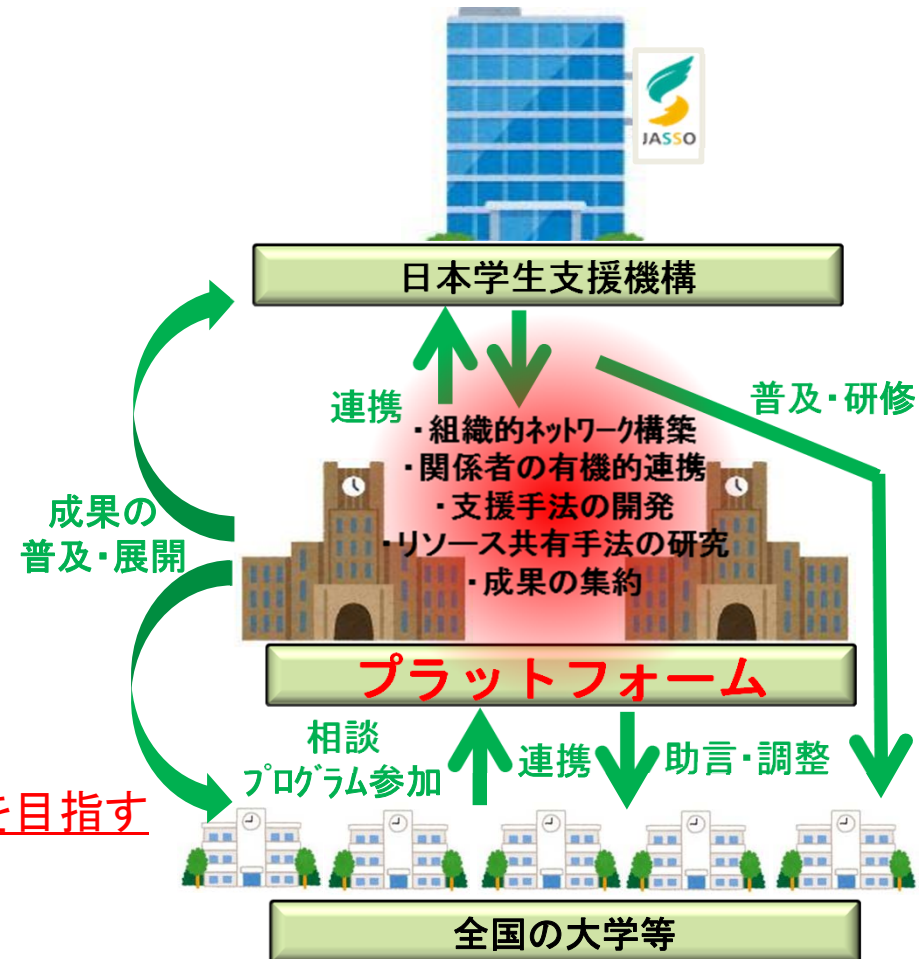 JASSO
日本学生支援機構
連携
普及・研修
・組織的ネットワーク構築
・関係者の有機的連携
・支援手法の開発
・リソース共有手法の研究
・成果の集約
成果の
普及・展開
プラットフォーム
相談
プログラム参加
連携
助言・調整
を目指す
全国の大学等